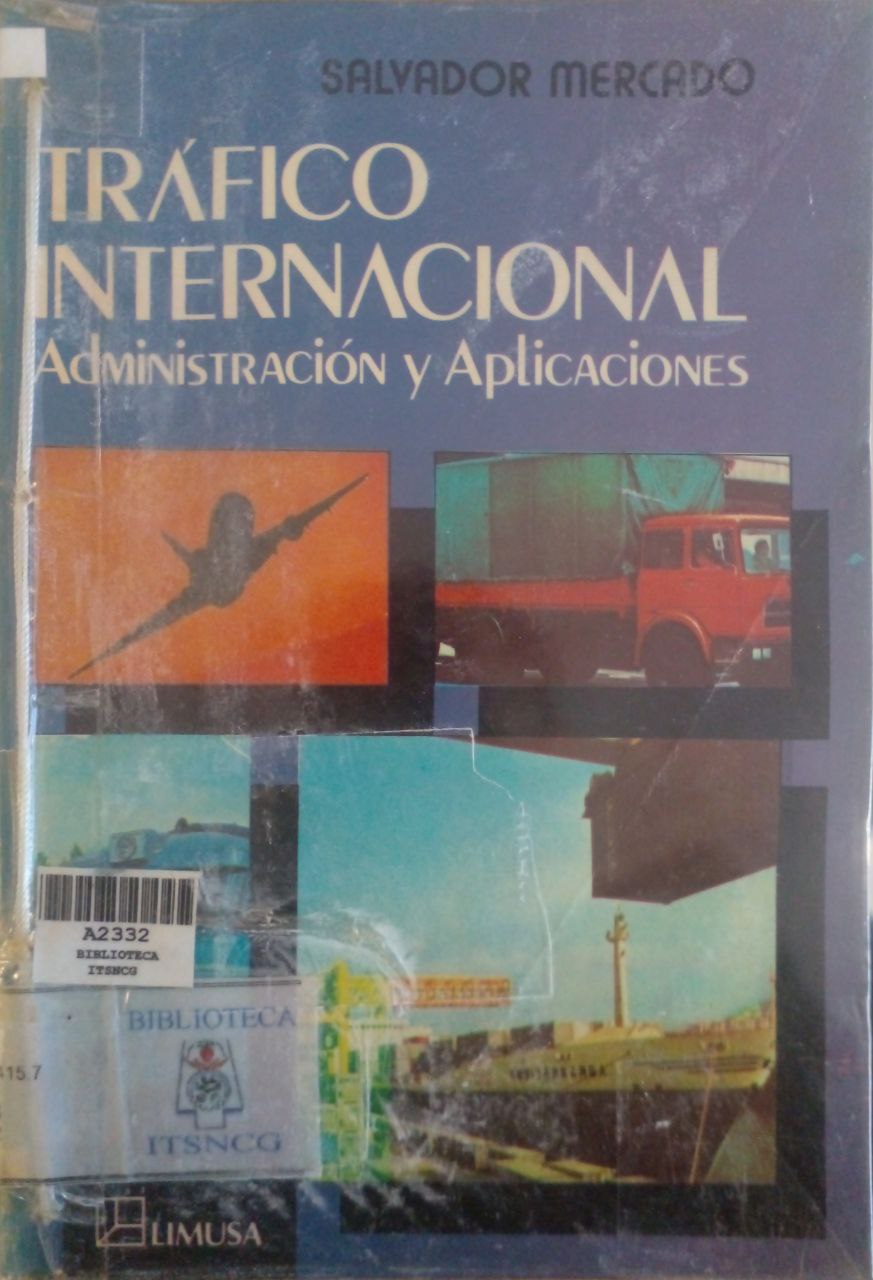 SALVADOR MERCADO
TRÁFICO
INTERNACIONAL
Administración y Aplicaciones
A2332
BIBLIOTECA
ITSNCG
BIBLIOTECA
415.7
ITSNCG
LIMUSA